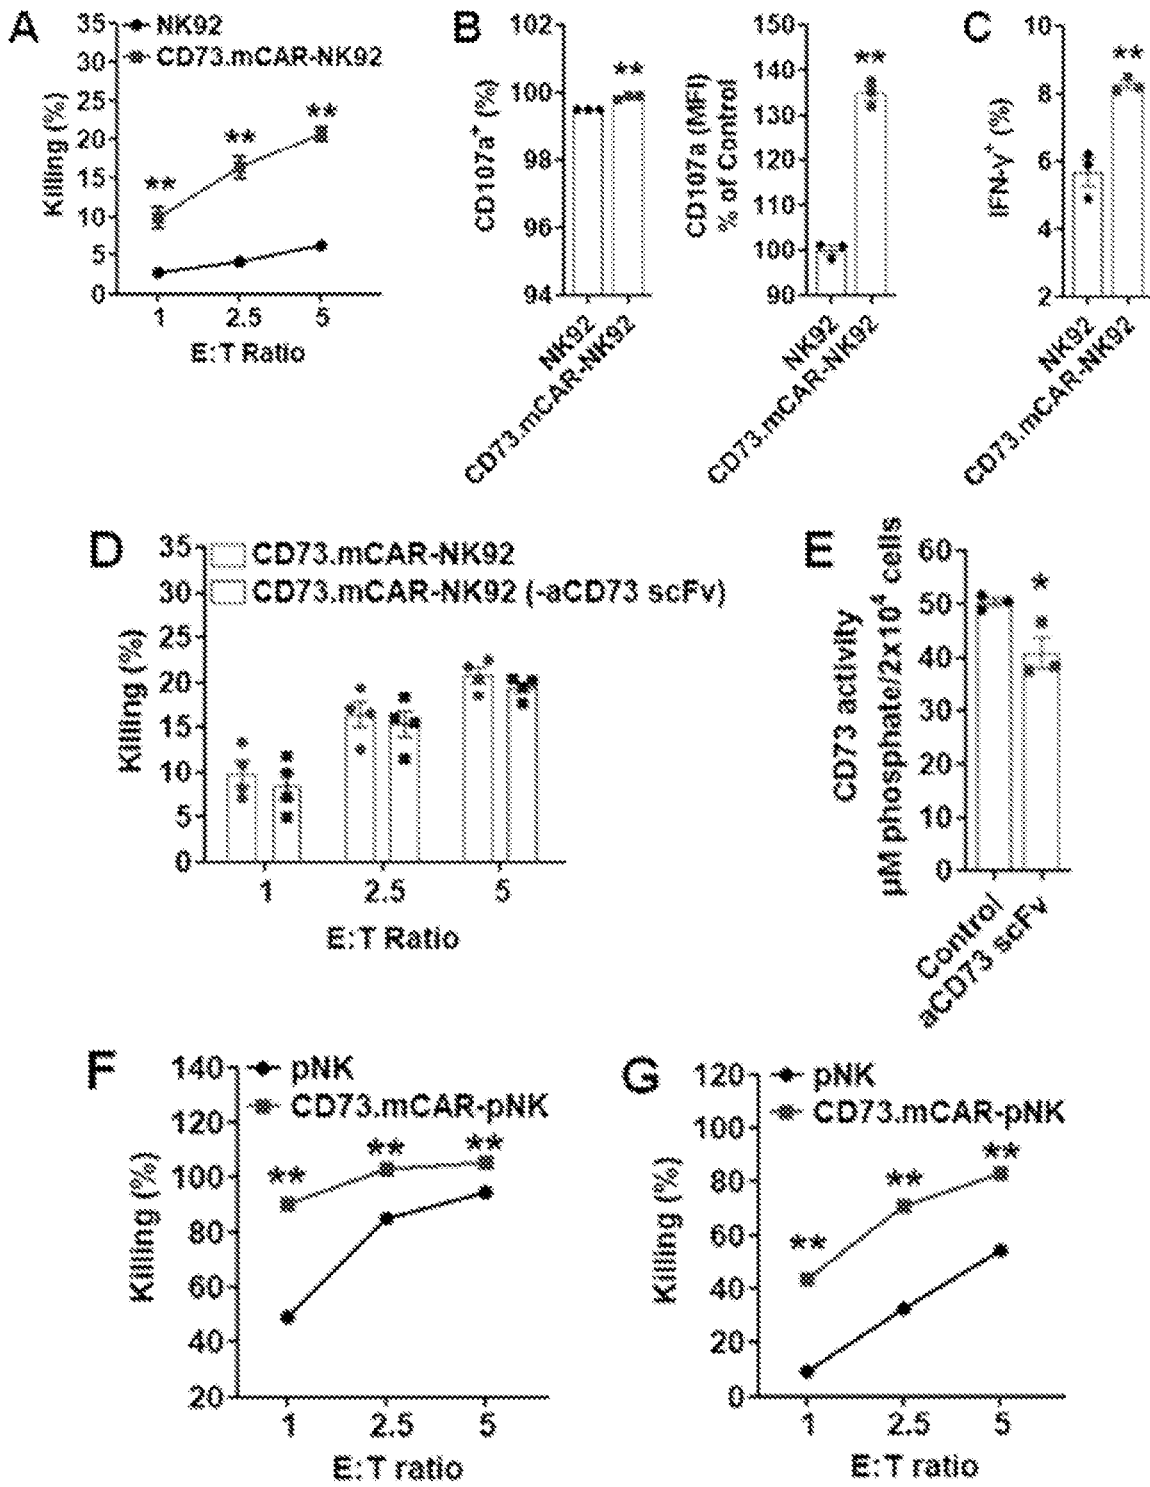 A
35
30
25
20
15
10
5
0
Killing (%)
NK92
CD73.mCAR-NK92
**
**
**
1
2.5
5
E:T Ratio
B
102
100
98
96
94
CD107a+ (%)
**
NK92
CD73.mCAR-NK92
150
140
130
120
110
100
90
CD107a (MFI)
% of Control
**
NK92
CD73.mCAR-NK92
C
10
8
6
4
2
IFN-γ+ (%)
**
NK92
CD73.mCAR-NK92
D
35
30
25
20
15
10
5
0
Killing (%)
CD73.mCAR-NK92
CD73.mCAR-NK92 (-aCD73 scFv)
1
2.5
5
E:T Ratio
E
60
50
40
30
20
10
0
CD73 activity
µM phosphate/2x10⁴ cells
*
Control
aCD73 scFv
F
140
120
100
80
60
40
20
Killing (%)
pNK
CD73.mCAR-pNK
**
**
**
1
2.5
5
E:T ratio
G
120
100
80
60
40
20
0
Killing (%)
pNK
CD73.mCAR-pNK
**
**
**
1
2.5
5
E:T ratio